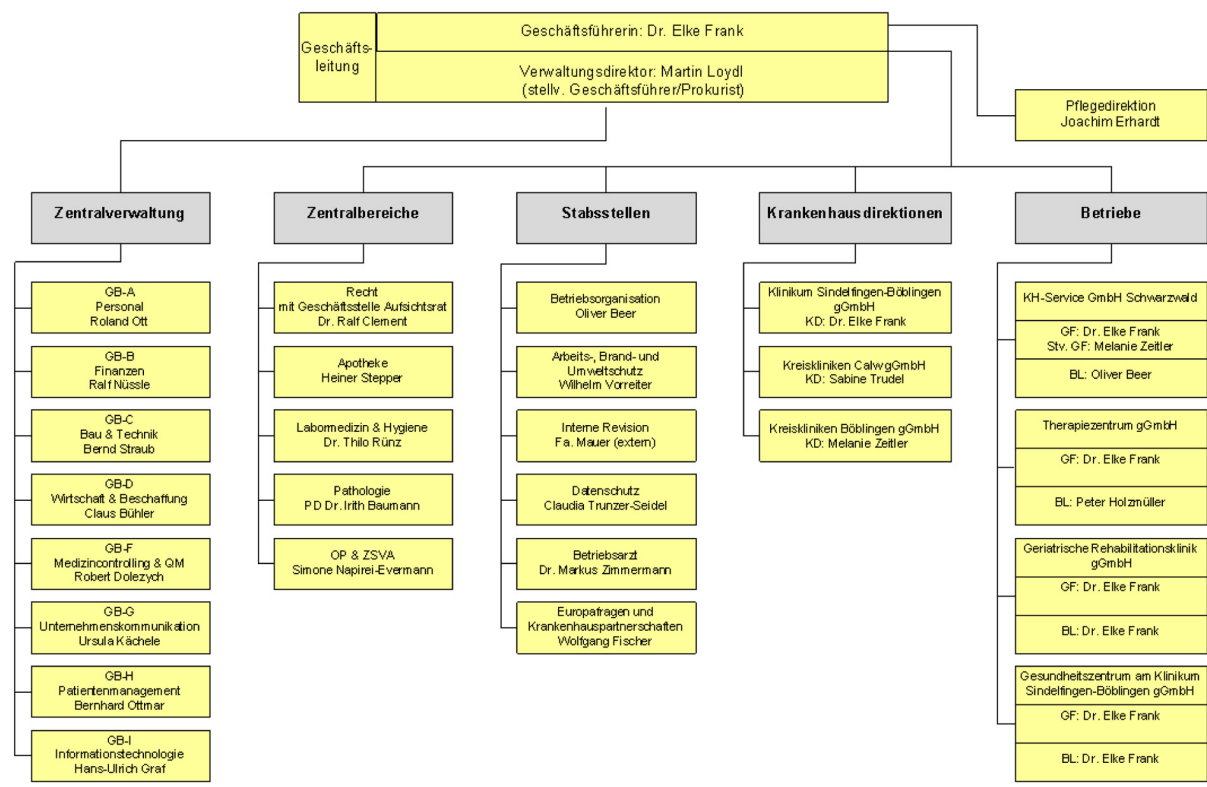 Geschäfts-
leitung
Geschäftsführerin: Dr. Elke Frank
Verwaltungsdirektor: Martin Loydl
(stellv. Geschäftsführer/Prokurist)
Pflegedirektion
Joachim Erhardt
Zentralverwaltung
GB-A
Personal
Roland Ott
GB-B
Finanzen
Ralf Nüssle
GB-C
Bau & Technik
Bernd Straub
GB-D
Wirtschaft & Beschaffung
Claus Bühler
GB-F
Medizincontrolling & QM
Robert Dolezych
GB-G
Unternehmenskommunikation
Ursula Kächele
GB-H
Patientenmanagement
Bernhard Ottmar
GB-I
Informationstechnologie
Hans-Ulrich Graf
Zentralbereiche
Recht
mit Geschäftsstelle Aufsichtsrat
Dr. Ralf Clement
Apotheke
Heiner Stepper
Labormedizin & Hygiene
Dr. Thilo Rünz
Pathologie
PD Dr. Irith Baumann
OP & ZSVA
Simone Napirei-Evermann
Stabsstellen
Betriebsorganisation
Oliver Beer
Arbeits-, Brand- und
Umweltschutz
Wilhelm Vorreiter
Interne Revision
Fa. Mauer (extern)
Datenschutz
Claudia Trunzer-Seidel
Betriebsarzt
Dr. Markus Zimmermann
Europafragen und
Krankenhauspartnerschaften
Wolfgang Fischer
Krankenhausdirektionen
Klinikum Sindelfingen-Böblingen
gGmbH
KD: Dr. Elke Frank
Kreiskliniken Calw gGmbH
KD: Sabine Trudel
Kreiskliniken Böblingen gGmbH
KD: Melanie Zeitler
Betriebe
KH-Service GmbH Schwarzwald
GF: Dr. Elke Frank
Stv. GF: Melanie Zeitler
BL: Oliver Beer
Therapiezentrum gGmbH
GF: Dr. Elke Frank
BL: Peter Holzmüller
Geriatrische Rehabilitationsklinik
gGmbH
GF: Dr. Elke Frank
BL: Dr. Elke Frank
Gesundheitszentrum am Klinikum
Sindelfingen-Böblingen gGmbH
GF: Dr. Elke Frank
BL: Dr. Elke Frank